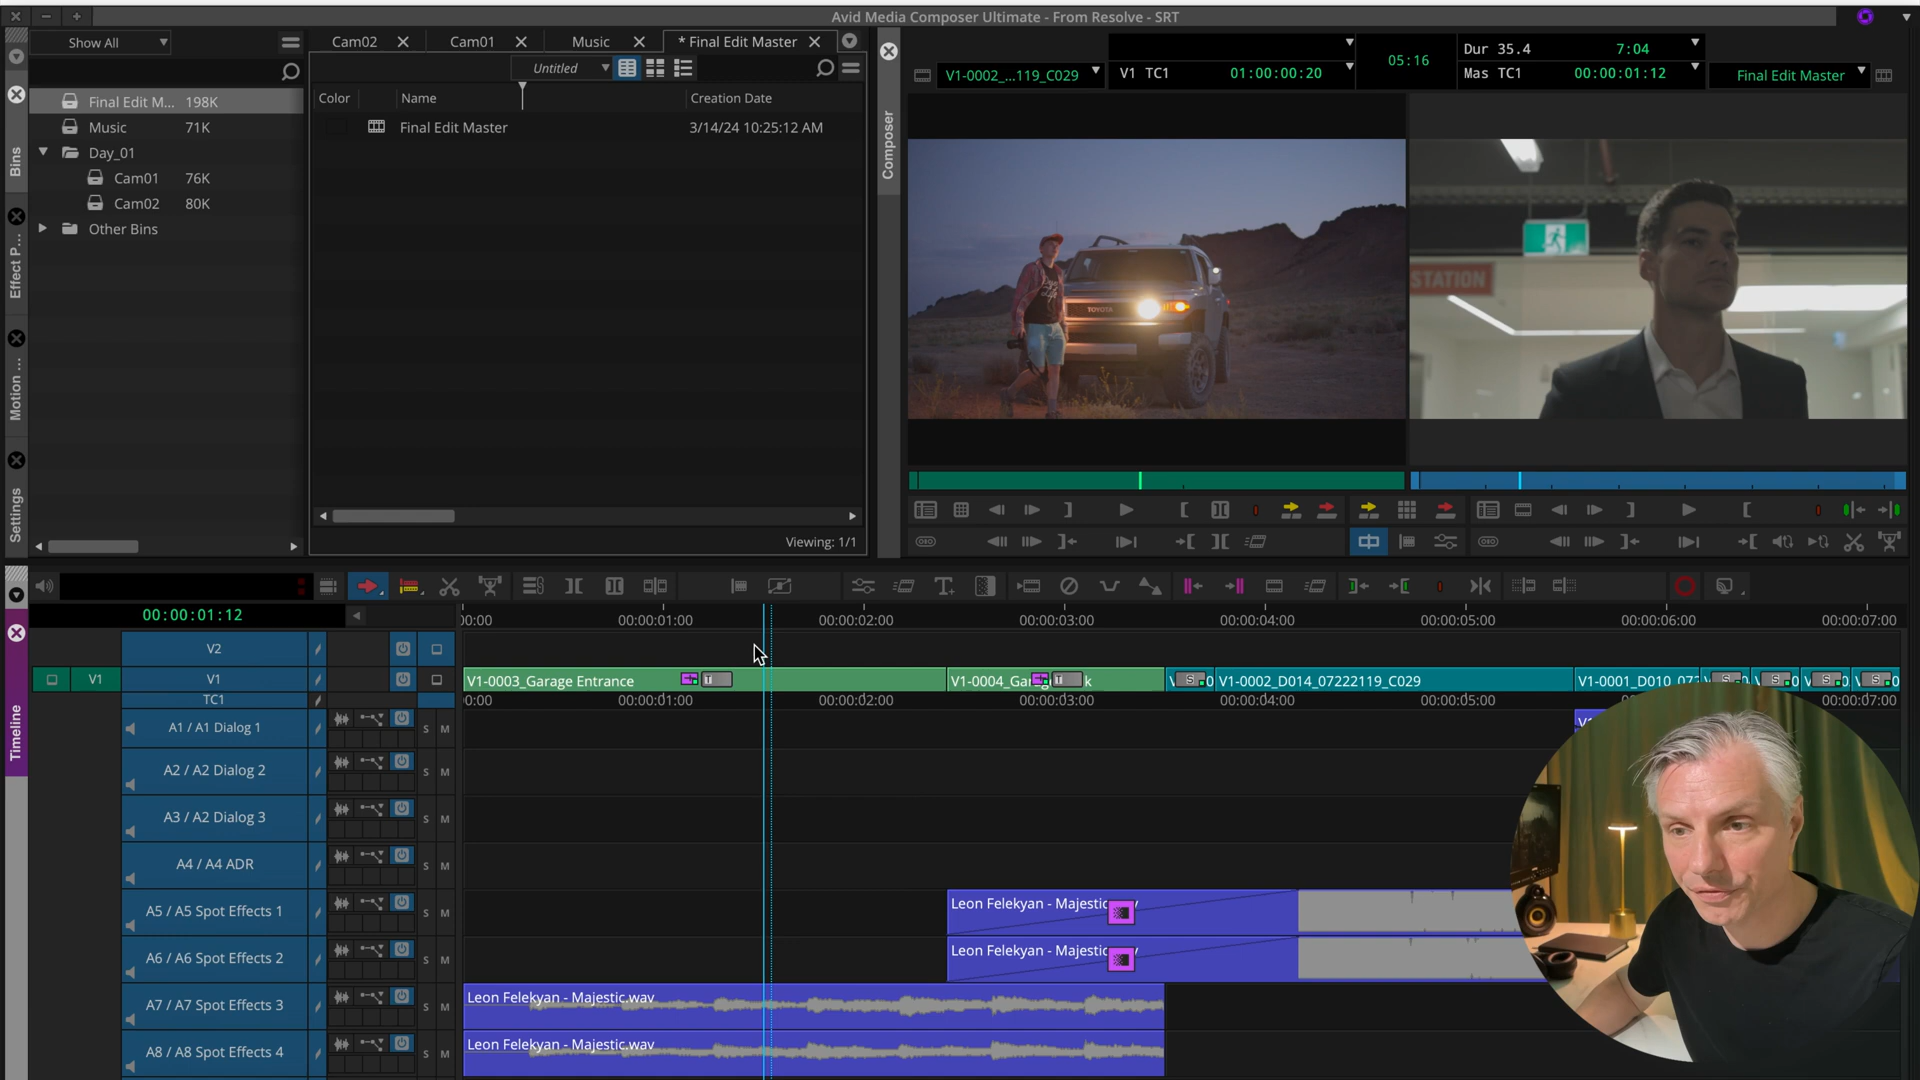 Avid Media Composer Ultimate - From Resolve - SRT
Show All
Final Edit M... 198K
Music 71K
Day_01
Cam01 76K
Cam02 80K
Other Bins
Bins
Effect P...
Motion ...
Settings
Cam02
Cam01
Music
* Final Edit Master
Untitled
Color Name Creation Date
Final Edit Master 3/14/24 10:25:12 AM
Viewing: 1/1
Composer
V1-0002_...119_C029
V1 TC1 01:00:00:20
05:16
Dur 35.4 7:04
Mas TC1 00:00:01:12
Final Edit Master
TOYOTA
STATION
Timeline
00:00:01:12
00:00:01:00 00:00:02:00 00:00:03:00 00:00:04:00 00:00:05:00 00:00:06:00 00:00:07:00
V2
V1 V1
V1-0003_Garage Entrance
T
T
S
V1-0002_D014_07222119_C029
V1-0001_D010_07
S
S
S
S
TC1
00:00:01:00 00:00:02:00 00:00:03:00 00:00:04:00 00:00:05:00 00:00:07:00
A1 / A1 Dialog 1 S M
A2 / A2 Dialog 2 S M
A3 / A2 Dialog 3 S M
A4 / A4 ADR S M
A5 / A5 Spot Effects 1 S M
Leon Felekyan - Majestic
A6 / A6 Spot Effects 2 S M
Leon Felekyan - Majestic
A7 / A7 Spot Effects 3 S M
Leon Felekyan - Majestic.wav
A8 / A8 Spot Effects 4 S M
Leon Felekyan - Majestic.wav